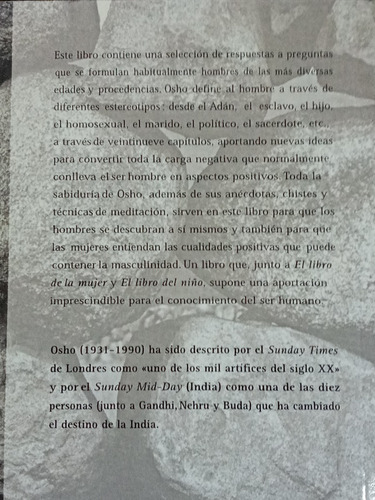 Este libro contiene una selección de respuestas a preguntas
que se formulan habitualmente hombres de las más diversas
edades y procedencias. Osho define al hombre a través de
diferentes estereotipos: desde el Adán, el esclavo, el hijo,
el homosexual, el marido, el político, el sacerdote, etc.,
a través de veintinueve capítulos, aportando nuevas ideas
para convertir toda la carga negativa que normalmente
conlleva el ser hombre en aspectos positivos. Toda la
sabiduría de Osho, además de sus anécdotas, chistes y
técnicas de meditación, sirven en este libro para que los
hombres se descubran a sí mismos y también para que
las mujeres entiendan las cualidades positivas que puede
contener la masculinidad. Un libro que, junto a El libro
de la mujer y El libro del niño, supone una aportación
imprescindible para el conocimiento del ser humano.
Osho (1931-1990) ha sido descrito por el Sunday Times
de Londres como «uno de los mil artífices del siglo XX»
y por el Sunday Mid-Day (India) como una de las diez
personas (junto a Gandhi, Nehru y Buda) que ha cambiado
el destino de la India.